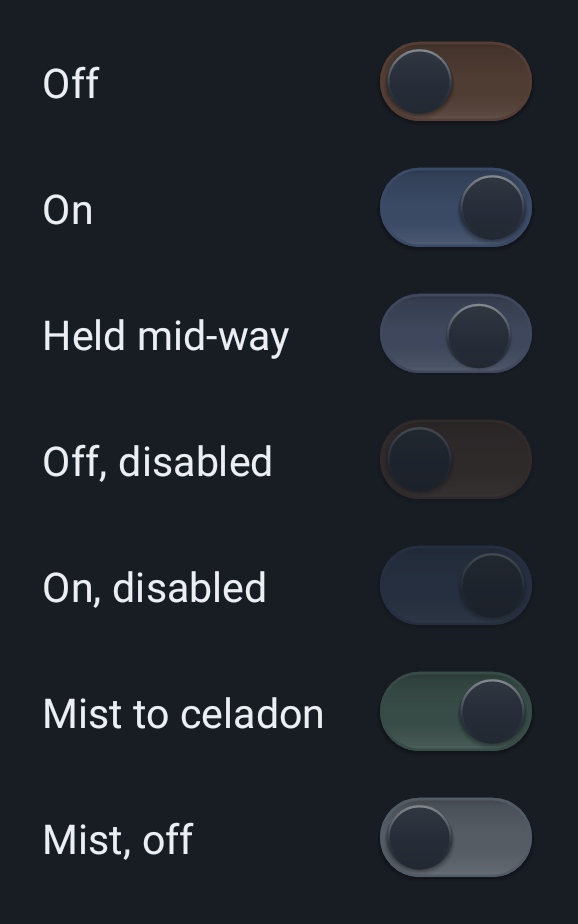 Off
On
Held mid-way
Off, disabled
On, disabled
Mist to celadon
Mist, off